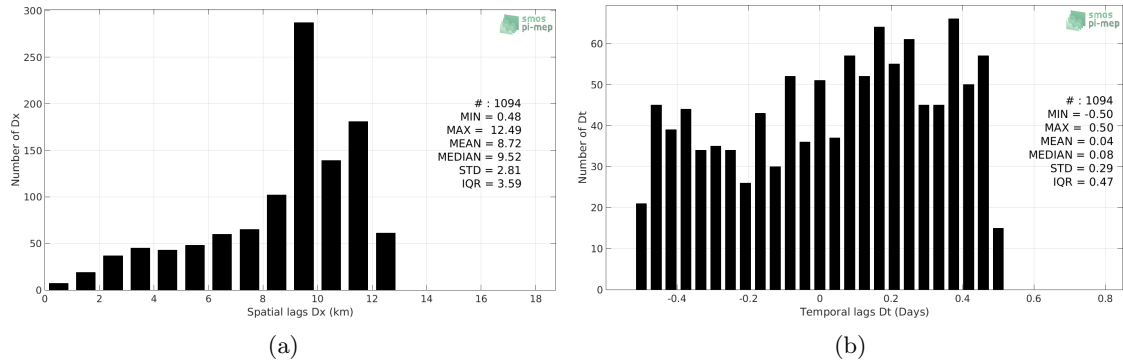 300
250
200
150
100
50
0
Number of Dx
smos
pi-mep
# : 1094
MIN = 0.48
MAX = 12.49
MEAN = 8.72
MEDIAN = 9.52
STD = 2.81
IQR = 3.59
0 2 4 6 8 10 12 14 16 18
Spatial lags Dx (km)
(a)
60
50
40
30
20
10
0
Number of Dt
smos
pi-mep
# : 1094
MIN = -0.50
MAX = 0.50
MEAN = 0.04
MEDIAN = 0.08
STD = 0.29
IQR = 0.47
-0.4 -0.2 0 0.2 0.4 0.6 0.8
Temporal lags Dt (Days)
(b)